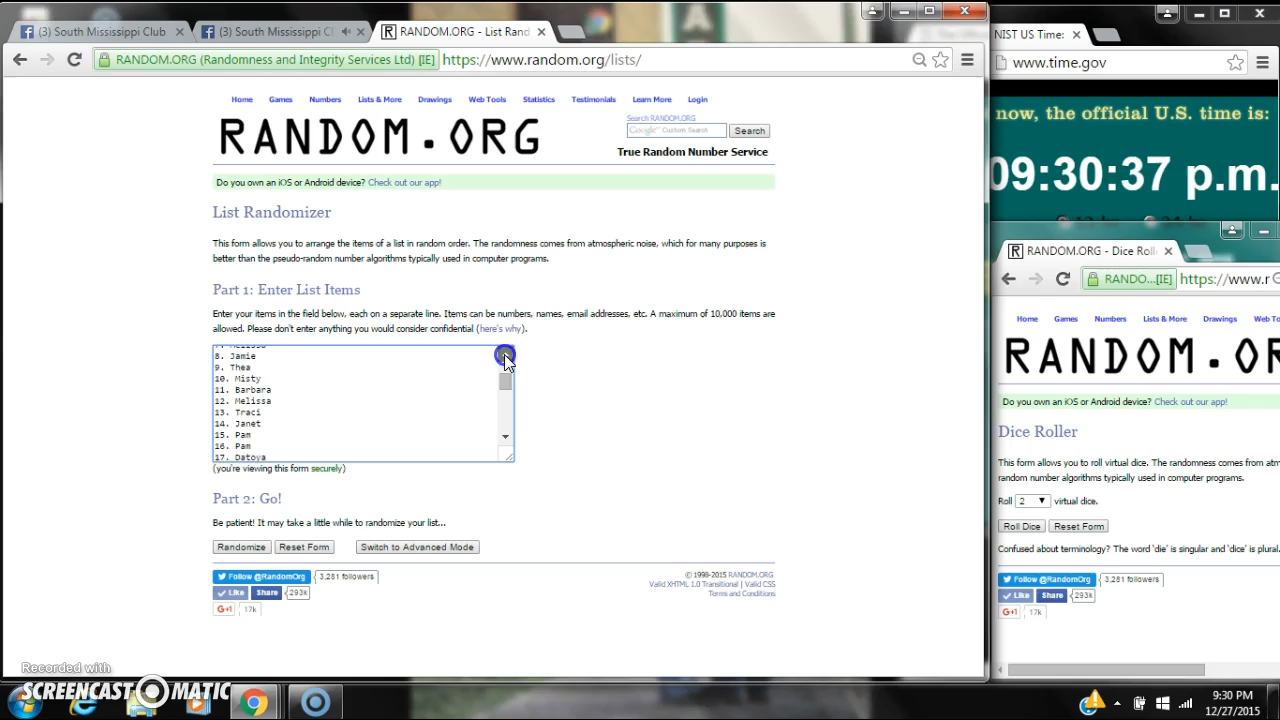 (3) South Mississippi Club
(3) South Mississippi Cl
RANDOM.ORG - List Rand
NIST US Time:
RANDOM.ORG (Randomness and Integrity Services Ltd) [IE]
https://www.random.org/lists/
www.time.gov
Home Games Numbers Lists & More Drawings Web Tools Statistics Testimonials Learn More Login
RANDOM.ORG
Search RANDOM.ORG
Google Custom Search
Search
True Random Number Service
now, the official U.S. time is:
09:30:37 p.m.
Do you own an iOS or Android device? Check out our app!
List Randomizer
This form allows you to arrange the items of a list in random order. The randomness comes from atmospheric noise, which for many purposes is
better than the pseudo-random number algorithms typically used in computer programs.
Part 1: Enter List Items
Enter your items in the field below, each on a separate line. Items can be numbers, names, email addresses, etc. A maximum of 10,000 items are
allowed. Please don't enter anything you would consider confidential (here's why).
7. Melissa
8. Jamie
9. Thea
10. Misty
11. Barbara
12. Melissa
13. Traci
14. Janet
15. Pam
16. Pam
17. Datoya
(you're viewing this form securely)
Part 2: Go!
Be patient! It may take a little while to randomize your list...
Randomize
Reset Form
Switch to Advanced Mode
Follow @RandomOrg
3,281 followers
Like
Share
293k
G+1
17k
© 1998-2015 RANDOM.ORG
Valid XHTML 1.0 Transitional | Valid CSS
Terms and Conditions
RANDOM.ORG - Dice Roll
RANDO...[IE]
https://www.r
Home Games Numbers Lists & More Drawings Web To
RANDOM.O
Do you own an iOS or Android device? Check out our app!
Dice Roller
This form allows you to roll virtual dice. The randomness comes from atm
random number algorithms typically used in computer programs.
Roll 2 virtual dice.
Roll Dice
Reset Form
Confused about terminology? The word 'die' is singular and 'dice' is plural.
Follow @RandomOrg
3,281 followers
Like
Share
293k
G+1
17k
Recorded with
SCREENCAST-O-MATIC
9:30 PM
12/27/2015